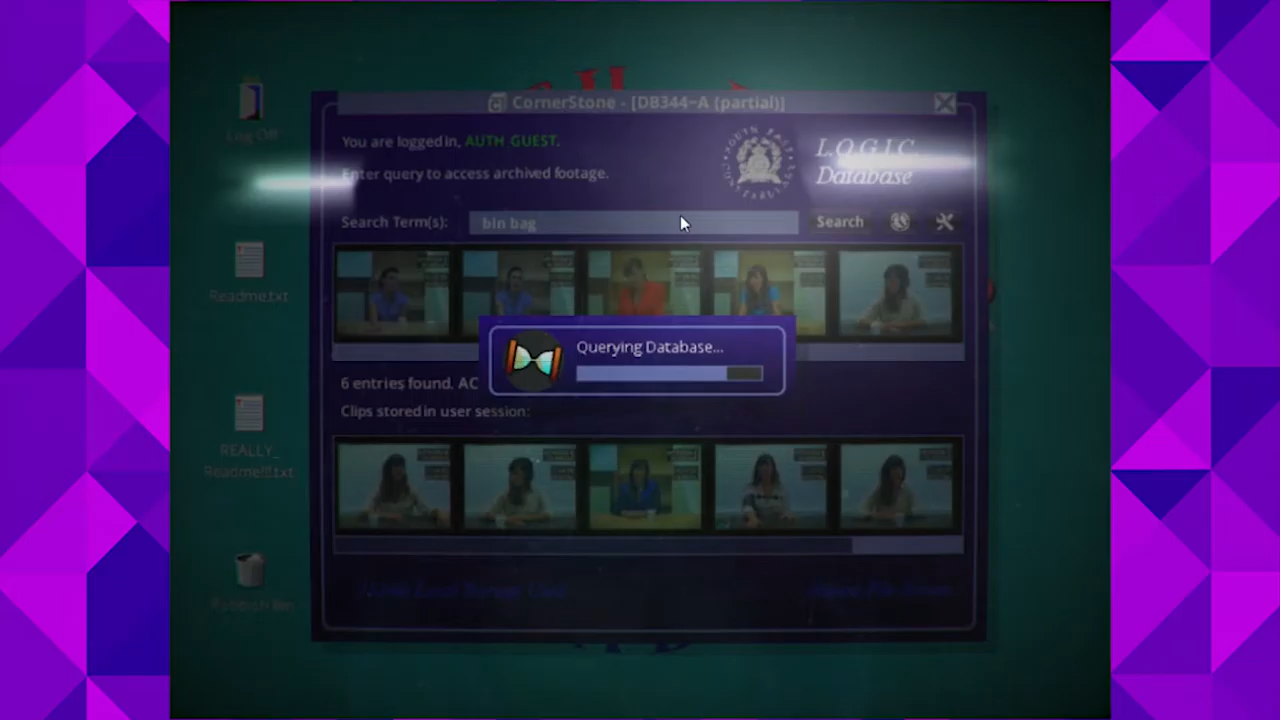 CornerStone - [DB344-A (partial)]
Log Off
You are logged in, AUTH GUEST.
L.O.G.I.C.
Database
Enter query to access archived footage.
Search Term(s):
bin bag
Search
Readme.txt
Querying Database...
6 entries found. AC
Clips stored in user session:
REALLY_
Readme!!!.txt
Rubbish Bin